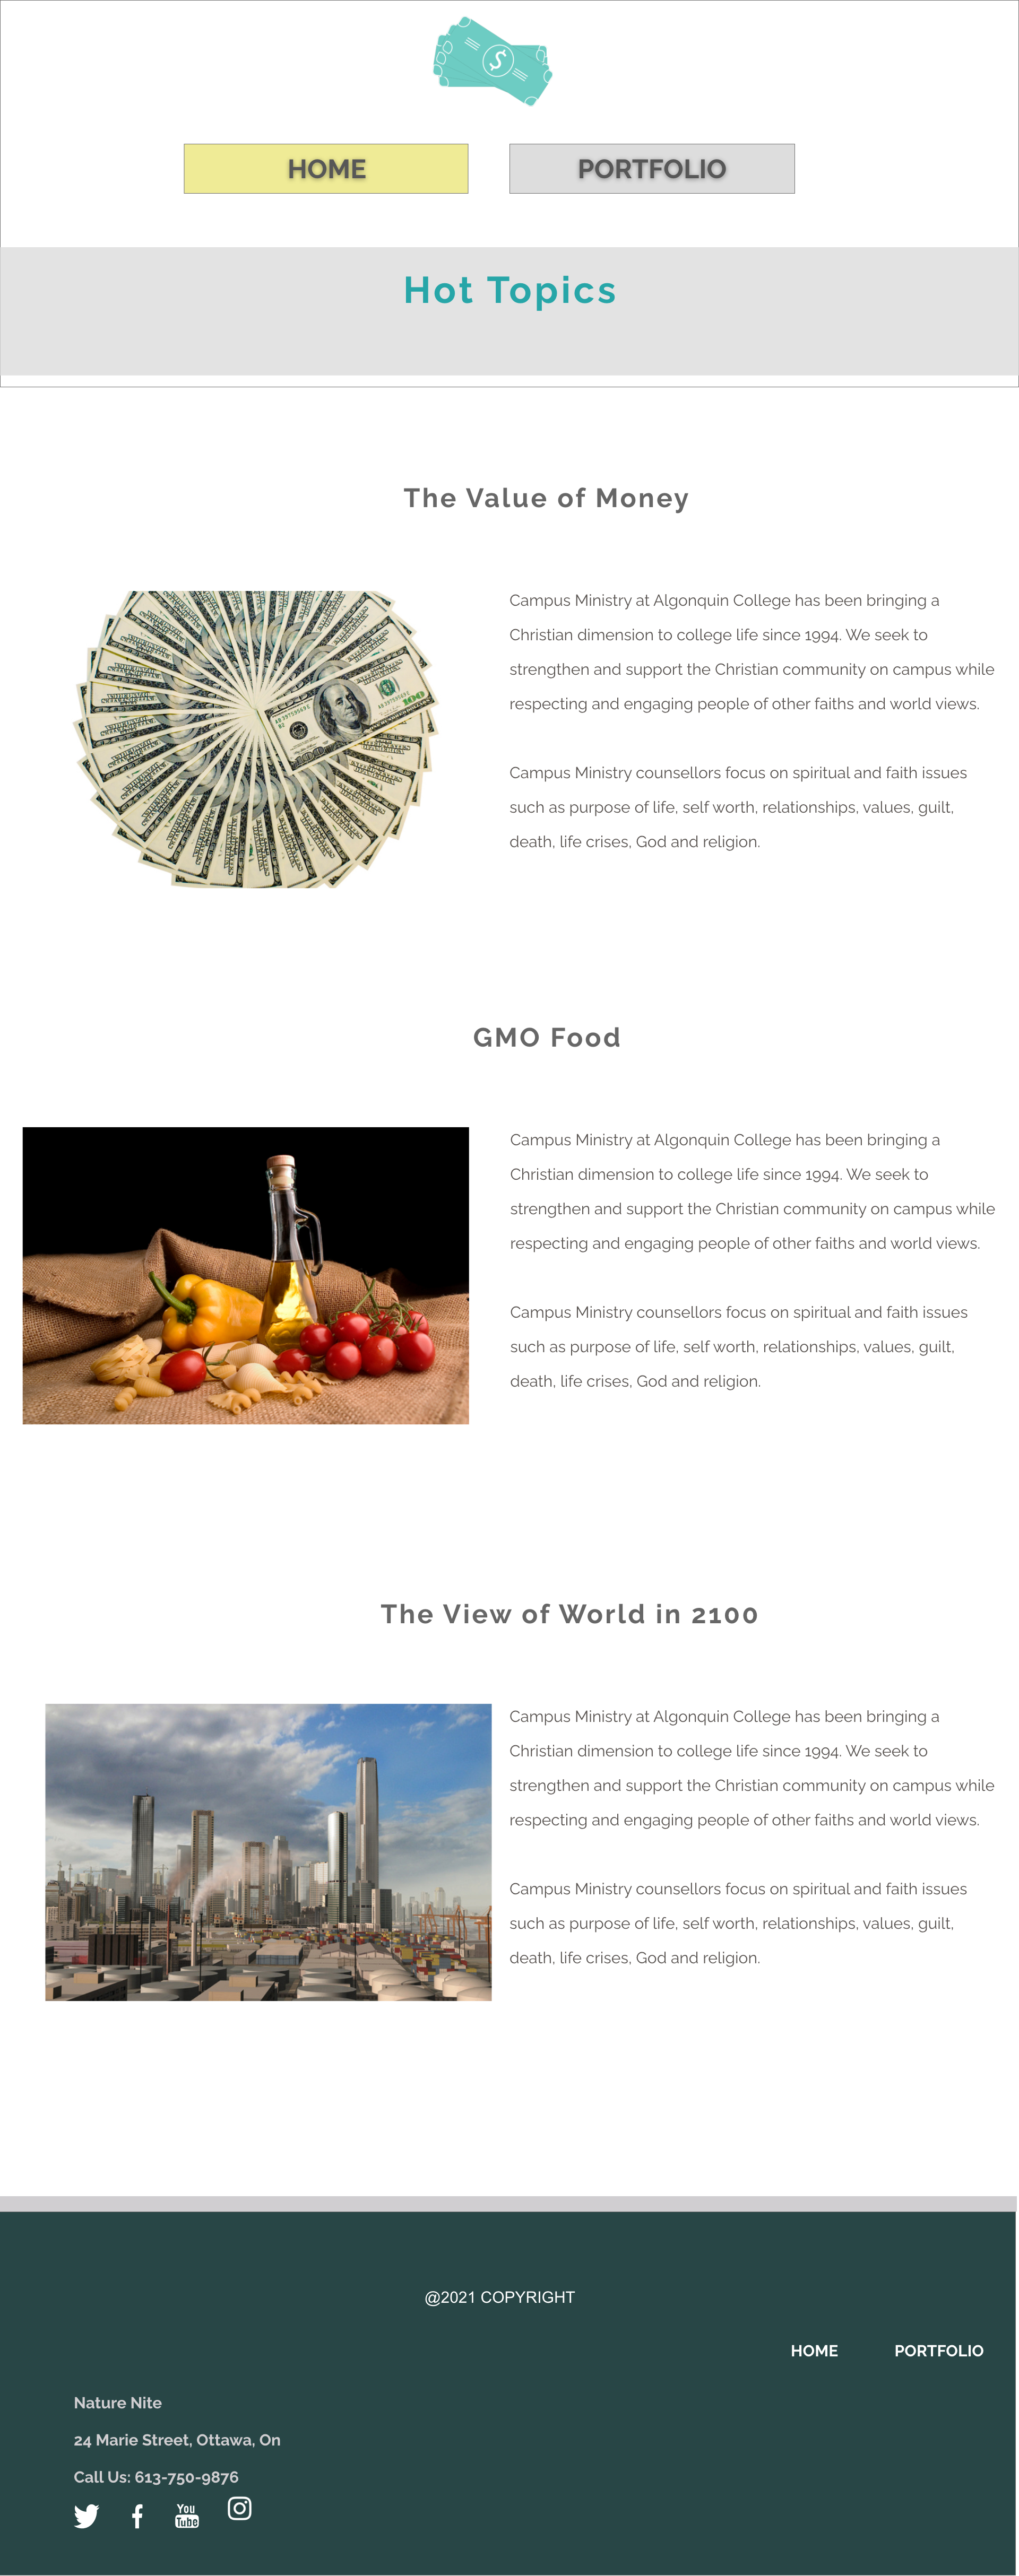 $
HOME
PORTFOLIO
Hot Topics
The Value of Money
Campus Ministry at Algonquin College has been bringing a
Christian dimension to college life since 1994. We seek to
strengthen and support the Christian community on campus while
respecting and engaging people of other faiths and world views.
Campus Ministry counsellors focus on spiritual and faith issues
such as purpose of life, self worth, relationships, values, guilt,
death, life crises, God and religion.
100
GMO Food
Campus Ministry at Algonquin College has been bringing a
Christian dimension to college life since 1994. We seek to
strengthen and support the Christian community on campus while
respecting and engaging people of other faiths and world views.
Campus Ministry counsellors focus on spiritual and faith issues
such as purpose of life, self worth, relationships, values, guilt,
death, life crises, God and religion.
The View of World in 2100
Campus Ministry at Algonquin College has been bringing a
Christian dimension to college life since 1994. We seek to
strengthen and support the Christian community on campus while
respecting and engaging people of other faiths and world views.
Campus Ministry counsellors focus on spiritual and faith issues
such as purpose of life, self worth, relationships, values, guilt,
death, life crises, God and religion.
@2021 COPYRIGHT
HOME
PORTFOLIO
Nature Nite
24 Marie Street, Ottawa, On
Call Us: 613-750-9876
You
Tube